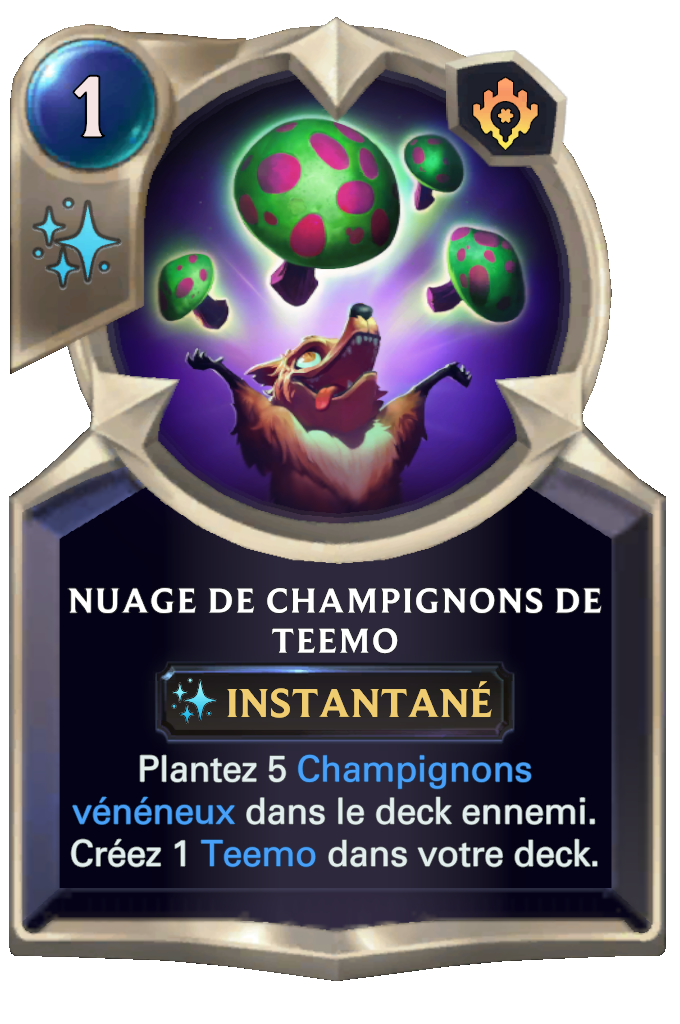 1
NUAGE DE CHAMPIGNONS DE
TEEMO
INSTANTANÉ
Plantez 5 Champignons
vénéneux dans le deck ennemi.
Créez 1 Teemo dans votre deck.